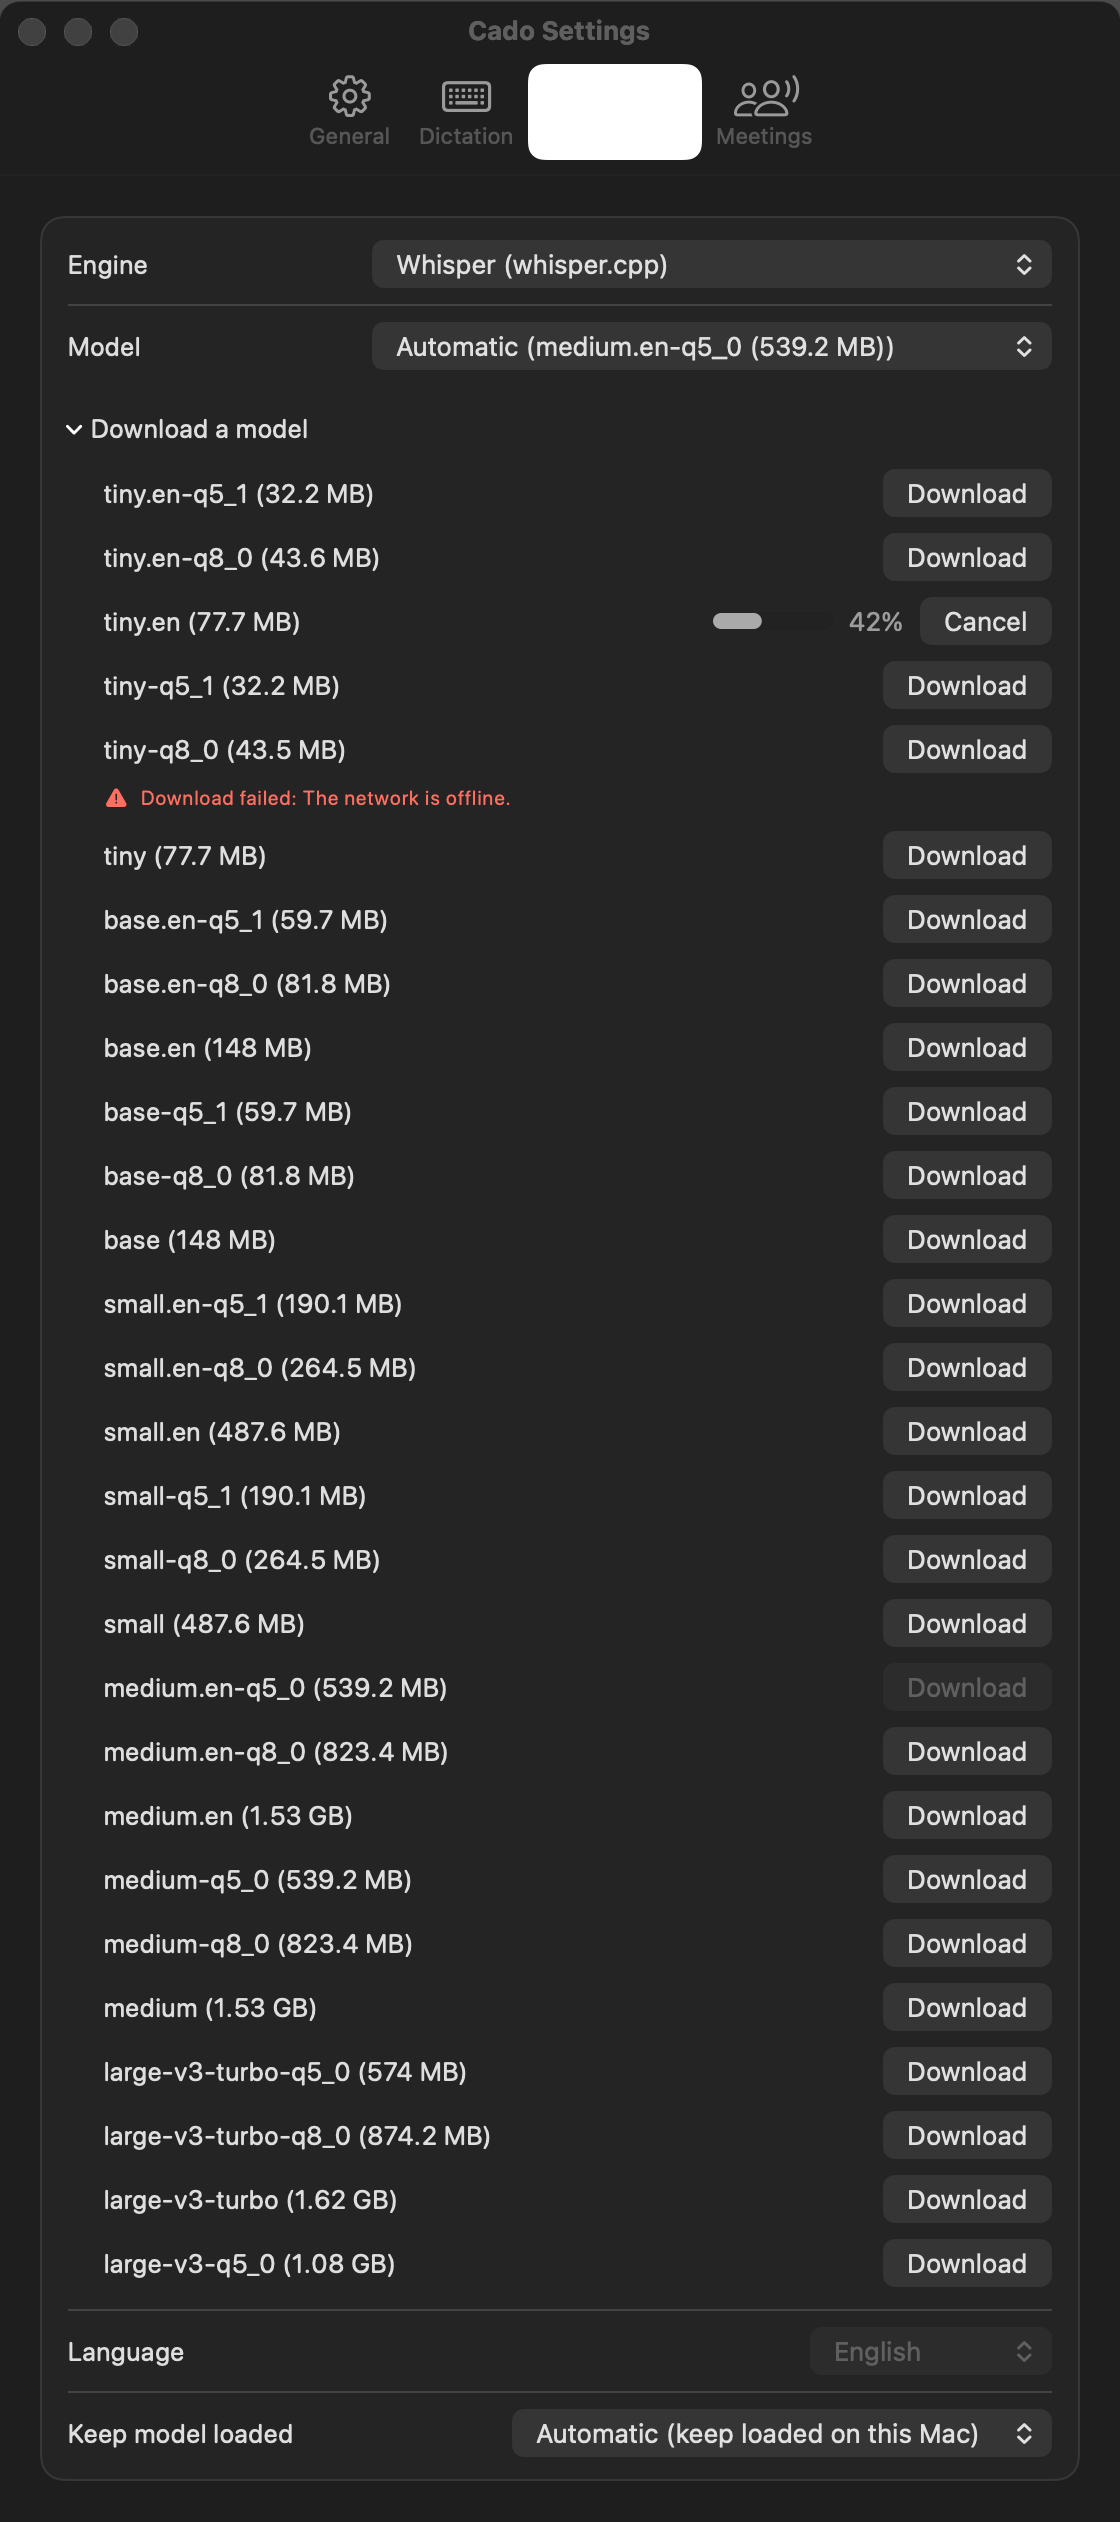 Cado Settings
General
Dictation
Meetings
Engine
Whisper (whisper.cpp)
Model
Automatic (medium.en-q5_0 (539.2 MB))
Download a model
tiny.en-q5_1 (32.2 MB) Download
tiny.en-q8_0 (43.6 MB) Download
tiny.en (77.7 MB) 42% Cancel
tiny-q5_1 (32.2 MB) Download
tiny-q8_0 (43.5 MB) Download
Download failed: The network is offline.
tiny (77.7 MB) Download
base.en-q5_1 (59.7 MB) Download
base.en-q8_0 (81.8 MB) Download
base.en (148 MB) Download
base-q5_1 (59.7 MB) Download
base-q8_0 (81.8 MB) Download
base (148 MB) Download
small.en-q5_1 (190.1 MB) Download
small.en-q8_0 (264.5 MB) Download
small.en (487.6 MB) Download
small-q5_1 (190.1 MB) Download
small-q8_0 (264.5 MB) Download
small (487.6 MB) Download
medium.en-q5_0 (539.2 MB) Download
medium.en-q8_0 (823.4 MB) Download
medium.en (1.53 GB) Download
medium-q5_0 (539.2 MB) Download
medium-q8_0 (823.4 MB) Download
medium (1.53 GB) Download
large-v3-turbo-q5_0 (574 MB) Download
large-v3-turbo-q8_0 (874.2 MB) Download
large-v3-turbo (1.62 GB) Download
large-v3-q5_0 (1.08 GB) Download
Language English
Keep model loaded Automatic (keep loaded on this Mac)